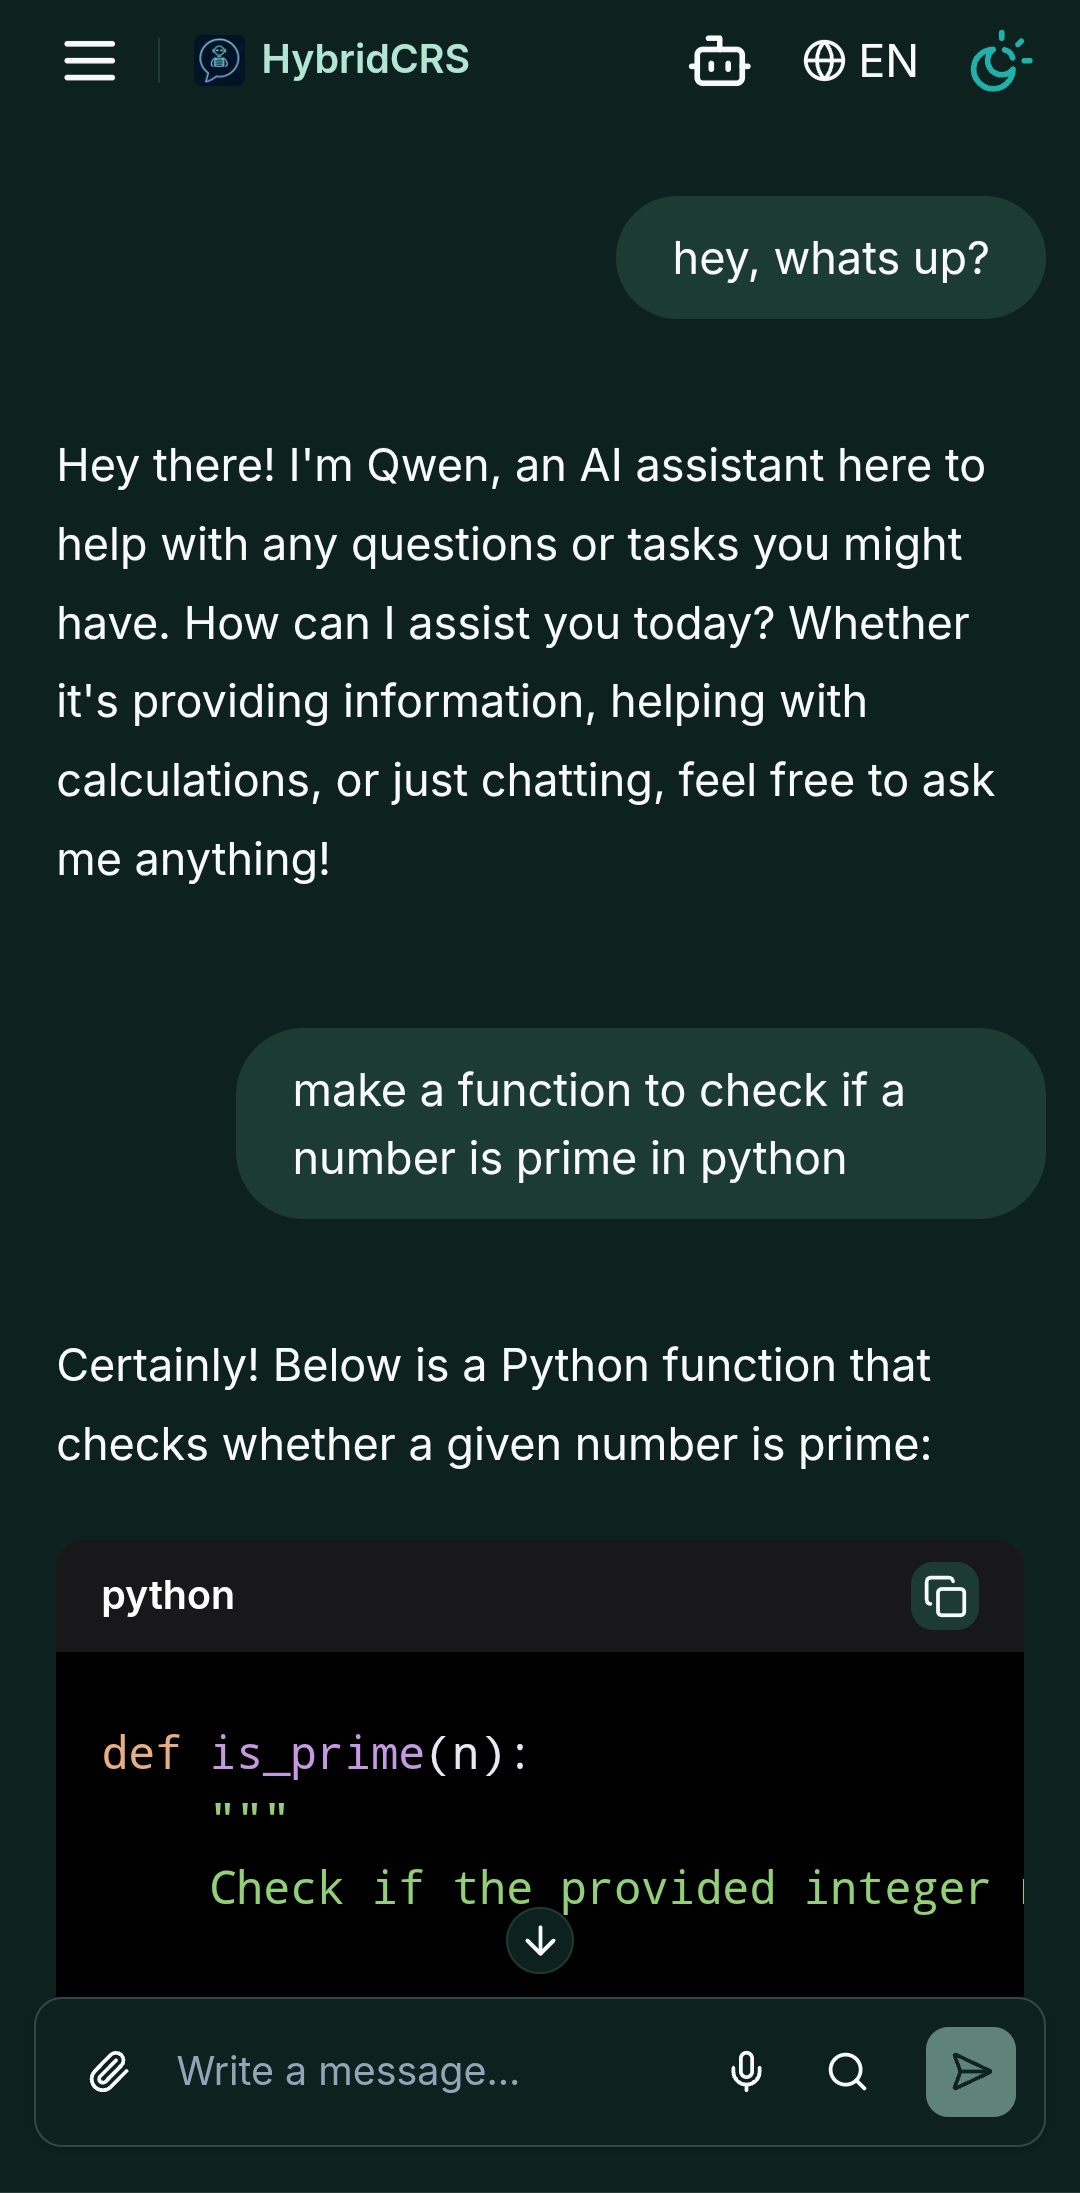 HybridCRS
EN
hey, whats up?
Hey there! I'm Qwen, an AI assistant here to
help with any questions or tasks you might
have. How can I assist you today? Whether
it's providing information, helping with
calculations, or just chatting, feel free to ask
me anything!
make a function to check if a
number is prime in python
Certainly! Below is a Python function that
checks whether a given number is prime:
python
def is_prime(n):
"""
Check if the provided integer
Write a message...